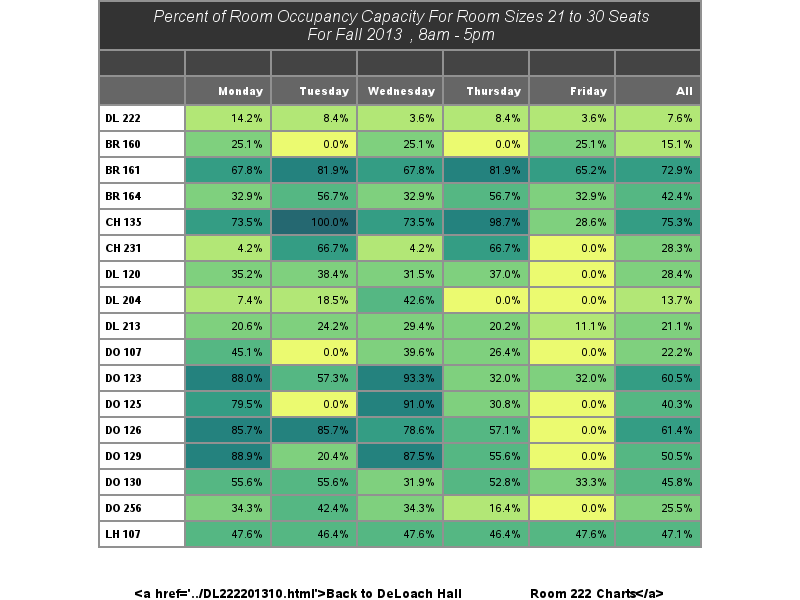 Percent of Room Occupancy Capacity For Room Sizes 21 to 30 Seats
For Fall 2013 , 8am - 5pm
Monday Tuesday Wednesday Thursday Friday All
DL 222 14.2% 8.4% 3.6% 8.4% 3.6% 7.6%
BR 160 25.1% 0.0% 25.1% 0.0% 25.1% 15.1%
BR 161 67.8% 81.9% 67.8% 81.9% 65.2% 72.9%
BR 164 32.9% 56.7% 32.9% 56.7% 32.9% 42.4%
CH 135 73.5% 100.0% 73.5% 98.7% 28.6% 75.3%
CH 231 4.2% 66.7% 4.2% 66.7% 0.0% 28.3%
DL 120 35.2% 38.4% 31.5% 37.0% 0.0% 28.4%
DL 204 7.4% 18.5% 42.6% 0.0% 0.0% 13.7%
DL 213 20.6% 24.2% 29.4% 20.2% 11.1% 21.1%
DO 107 45.1% 0.0% 39.6% 26.4% 0.0% 22.2%
DO 123 88.0% 57.3% 93.3% 32.0% 32.0% 60.5%
DO 125 79.5% 0.0% 91.0% 30.8% 0.0% 40.3%
DO 126 85.7% 85.7% 78.6% 57.1% 0.0% 61.4%
DO 129 88.9% 20.4% 87.5% 55.6% 0.0% 50.5%
DO 130 55.6% 55.6% 31.9% 52.8% 33.3% 45.8%
DO 256 34.3% 42.4% 34.3% 16.4% 0.0% 25.5%
LH 107 47.6% 46.4% 47.6% 46.4% 47.6% 47.1%
<a href='../DL222201310.html'>Back to DeLoach Hall Room 222 Charts</a>